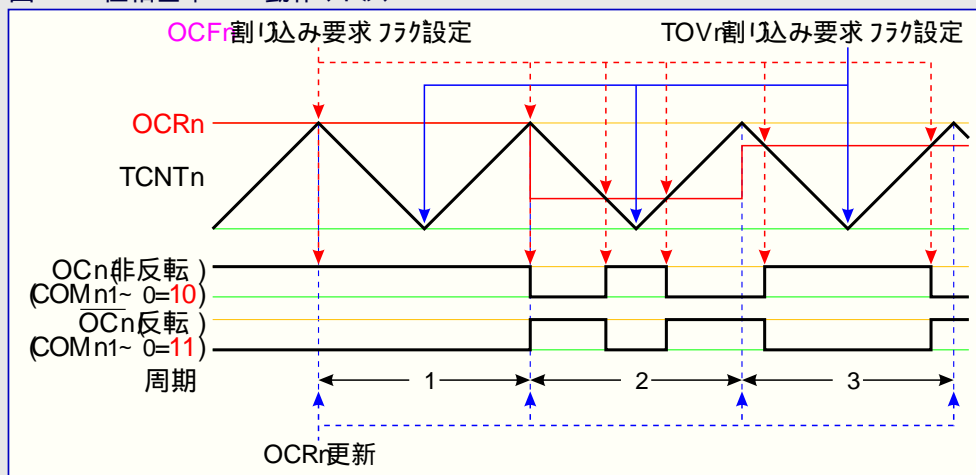 OCFn割り込み要求フラグ設定 TOVn割り込み要求フラグ設定
OCRn
TCNTn
OCn(非反転)
(COMn1~0=10)
OCn(反転)
(COMn1~0=11)
周期 1 2 3
OCRn更新